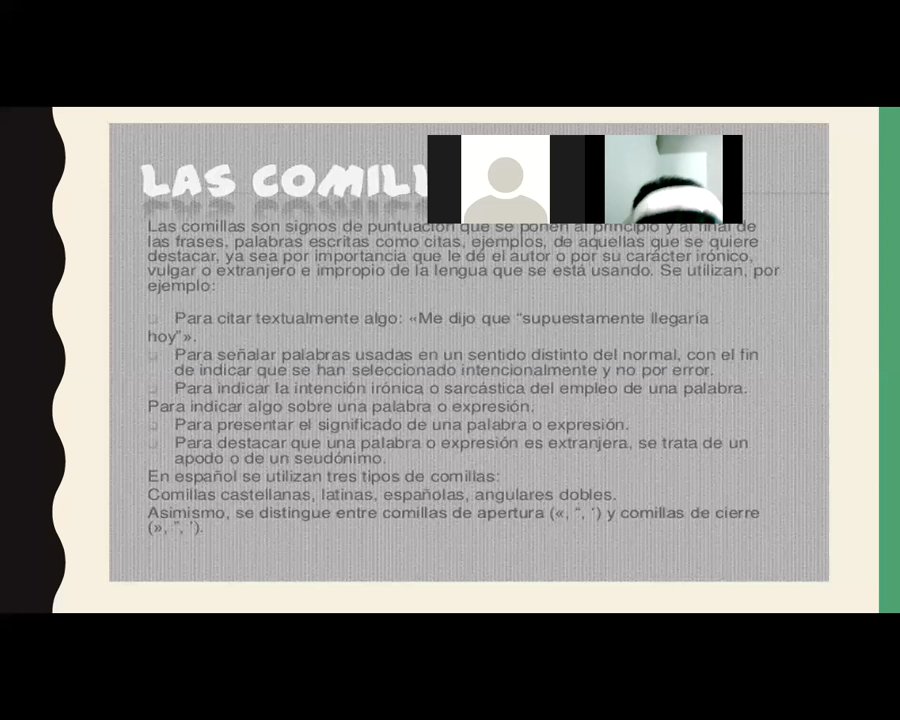 LAS COMILL
Las comillas son signos de puntuación que se ponen al principio y al final de
las frases, palabras escritas como citas, ejemplos, de aquellas que se quiere
destacar, ya sea por importancia que le dé el autor o por su carácter irónico,
vulgar o extranjero e impropio de la lengua que se está usando. Se utilizan, por
ejemplo:
Para citar textualmente algo: «Me dijo que “supuestamente llegaría
hoy”».
Para señalar palabras usadas en un sentido distinto del normal, con el fin
de indicar que se han seleccionado intencionalmente y no por error.
Para indicar la intención irónica o sarcástica del empleo de una palabra.
Para indicar algo sobre una palabra o expresión.
Para presentar el significado de una palabra o expresión.
Para destacar que una palabra o expresión es extranjera, se trata de un
apodo o de un seudónimo.
En español se utilizan tres tipos de comillas:
Comillas castellanas, latinas, españolas, angulares dobles.
Asimismo, se distingue entre comillas de apertura («, “, ‘) y comillas de cierre
(», ”, ’).